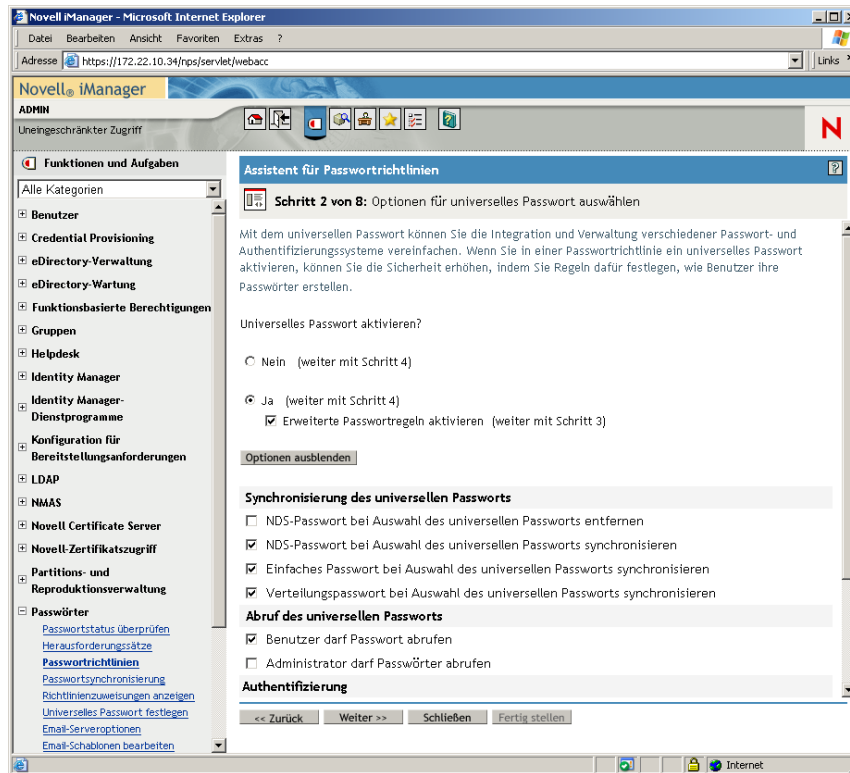 Novell iManager - Microsoft Internet Explorer
Datei Bearbeiten Ansicht Favoriten Extras ?
Adresse https://172.22.10.34/nps/servlet/webacc Links
Novell® iManager
ADMIN
Uneingeschränkter Zugriff
N
Funktionen und Aufgaben
Alle Kategorien
Benutzer
Credential Provisioning
eDirectory-Verwaltung
eDirectory-Wartung
Funktionsbasierte Berechtigungen
Gruppen
Helpdesk
Identity Manager
Identity Manager-
Dienstprogramme
Konfiguration für
Bereitstellungsanforderungen
LDAP
NMAS
Novell Certificate Server
Novell-Zertifikatszugriff
Partitions- und
Reproduktionsverwaltung
Passwörter
Passwortstatus überprüfen
Herausforderungssätze
Passwortrichtlinien
Passwortsynchronisierung
Richtlinienzuweisungen anzeigen
Universelles Passwort festlegen
Email-Serveroptionen
Email-Schablonen bearbeiten
Assistent für Passwortrichtlinien ?
Schritt 2 von 8: Optionen für universelles Passwort auswählen
Mit dem universellen Passwort können Sie die Integration und Verwaltung verschiedener Passwort- und
Authentifizierungssysteme vereinfachen. Wenn Sie in einer Passwortrichtlinie ein universelles Passwort
aktivieren, können Sie die Sicherheit erhöhen, indem Sie Regeln dafür festlegen, wie Benutzer ihre
Passwörter erstellen.
Universelles Passwort aktivieren?
Nein (weiter mit Schritt 4)
Ja (weiter mit Schritt 4)
Erweiterte Passwortregeln aktivieren (weiter mit Schritt 3)
Optionen ausblenden
Synchronisierung des universellen Passworts
NDS-Passwort bei Auswahl des universellen Passworts entfernen
NDS-Passwort bei Auswahl des universellen Passworts synchronisieren
Einfaches Passwort bei Auswahl des universellen Passworts synchronisieren
Verteilungspasswort bei Auswahl des universellen Passworts synchronisieren
Abruf des universellen Passworts
Benutzer darf Passwort abrufen
Administrator darf Passwörter abrufen
Authentifizierung
<< Zurück Weiter >> Schließen Fertig stellen
Internet